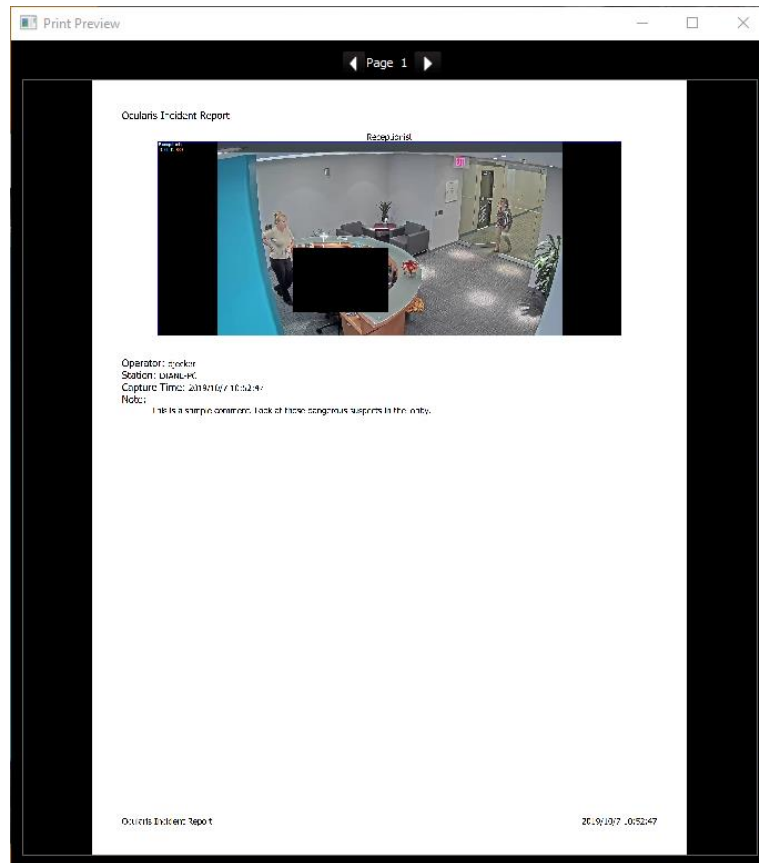 Print Preview
Page 1
Ocularis Incident Report
Receptionist
Operator:
Station: DIANE-PC
Capture Time: 2019/10/7 10:52:47
Note:
This is a sample comment. Look at those dangerous suspects in the lobby.
Ocularis Incident Report
2019/10/7 10:52:47